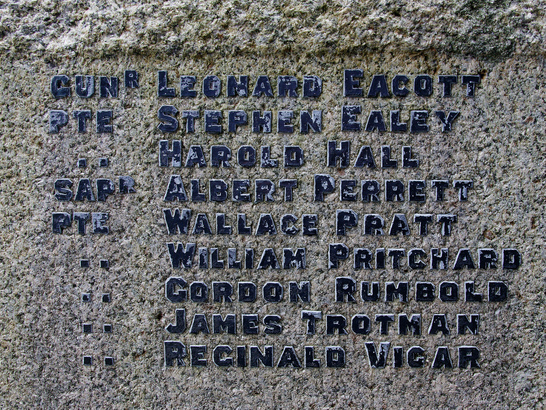 GUNR LEONARD EACOTT
PTE STEPHEN EALEY
.. HAROLD HALL
SAPR ALBERT PERRETT
PTE WALLACE PRATT
.. WILLIAM PRITCHARD
.. GORDON RUMBOLD
.. JAMES TROTMAN
.. REGINALD VIGAR